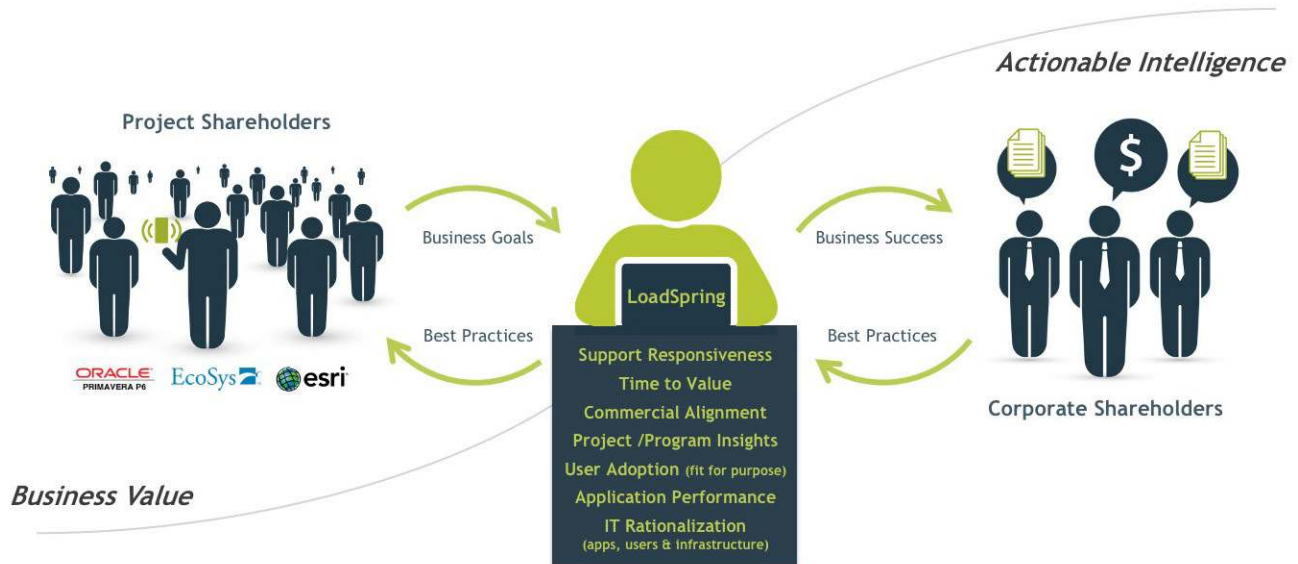 Actionable Intelligence
Project Shareholders
$
Business Goals
Business Success
LoadSpring
Best Practices
Best Practices
ORACLE
PRIMAVERA P6
EcoSys
esri
Support Responsiveness
Time to Value
Commercial Alignment
Project /Program Insights
User Adoption (fit for purpose)
Application Performance
IT Rationalization
(apps, users & infrastructure)
Corporate Shareholders
Business Value